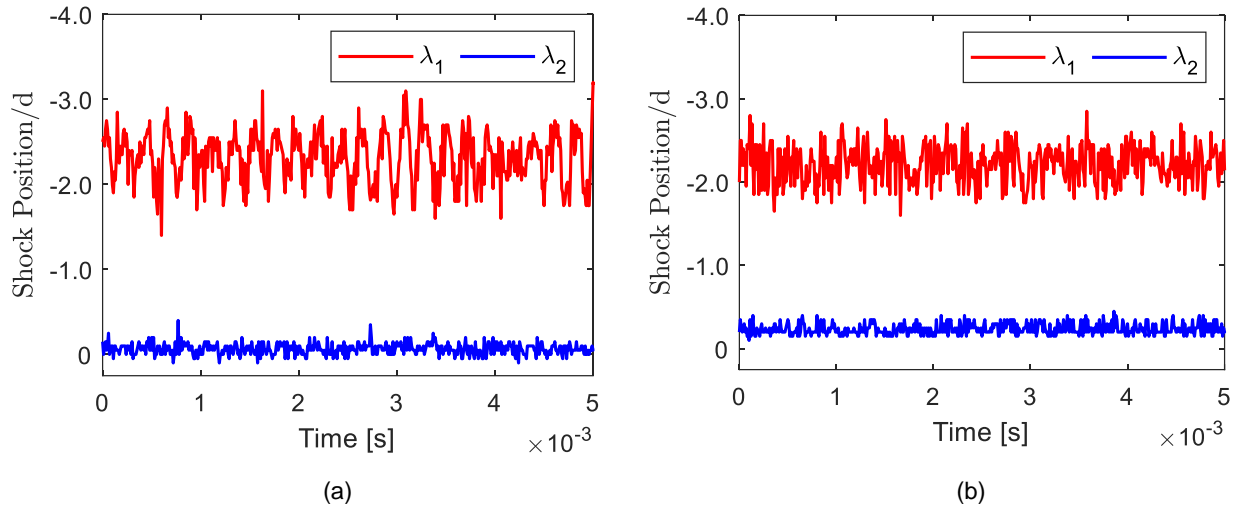 -4.0
-3.0
-2.0
-1.0
0
Shock Position/d
λ1 λ2
0 1 2 3 4 5
Time [s]
×10-3
(a)
-4.0
-3.0
-2.0
-1.0
0
Shock Position/d
λ1 λ2
0 1 2 3 4 5
Time [s]
×10-3
(b)